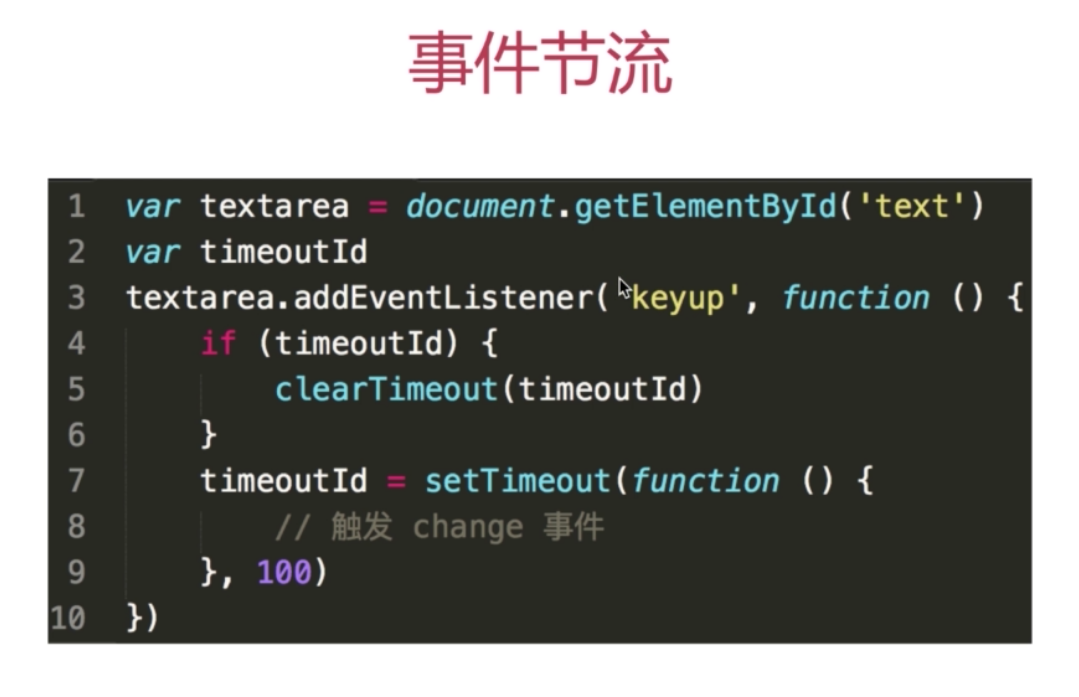 事件节流
1 var textarea = document.getElementById('text')
2 var timeoutId
3 textarea.addEventListener('keyup', function () {
4     if (timeoutId) {
5         clearTimeout(timeoutId)
6     }
7     timeoutId = setTimeout(function () {
8         // 触发 change 事件
9     }, 100)
10 })